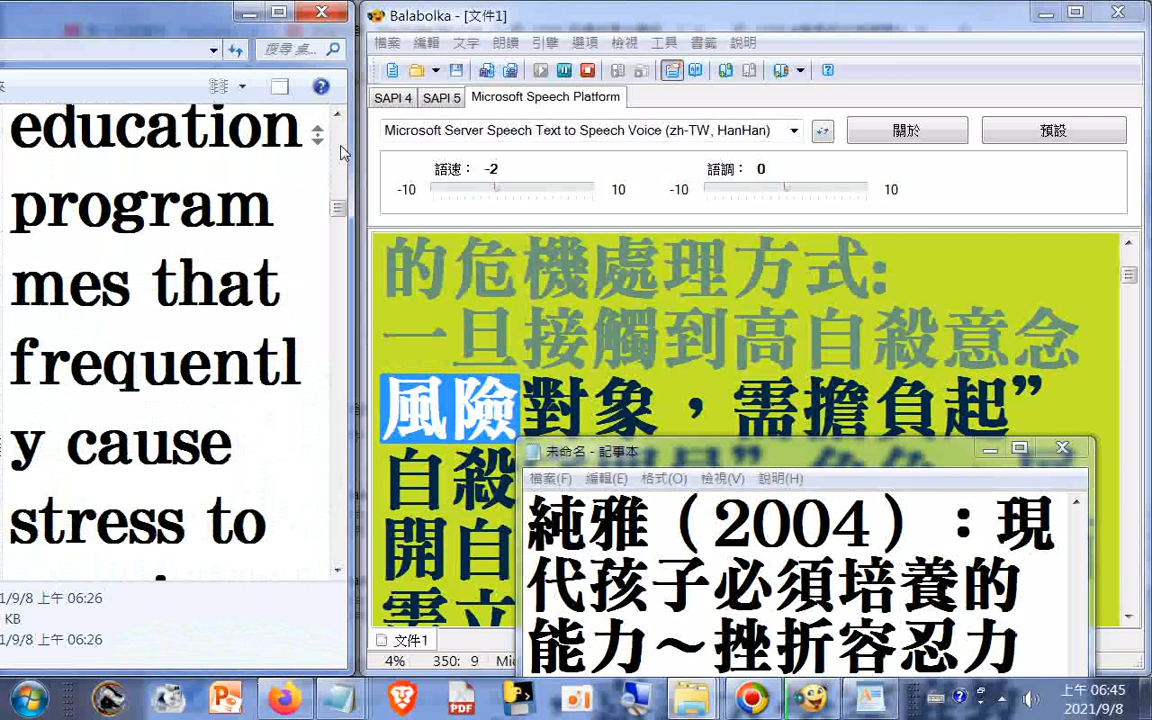 搜尋 桌...
education
program
mes that
frequentl
y cause
stress to
1/9/8 上午 06:26
KB
1/9/8 上午 06:26
Balabolka - [文件1]
檔案 編輯 文字 朗讀 引擎 選項 檢視 工具 書籤 說明
SAPI 4 SAPI 5 Microsoft Speech Platform
Microsoft Server Speech Text to Speech Voice (zh-TW, HanHan) 關於 預設
語速: -2 語調: 0
-10 10 -10 10
的危機處理方式:
一旦接觸到高自殺意念
風險對象，需擔負起”
自殺
開自
需立
文件1
4% 350: 9 Mi
未命名 - 記事本
檔案(F) 編輯(E) 格式(O) 檢視(V) 說明(H)
純雅（2004）：現
代孩子必須培養的
能力～挫折容忍力
PDF
上午 06:45
2021/9/8